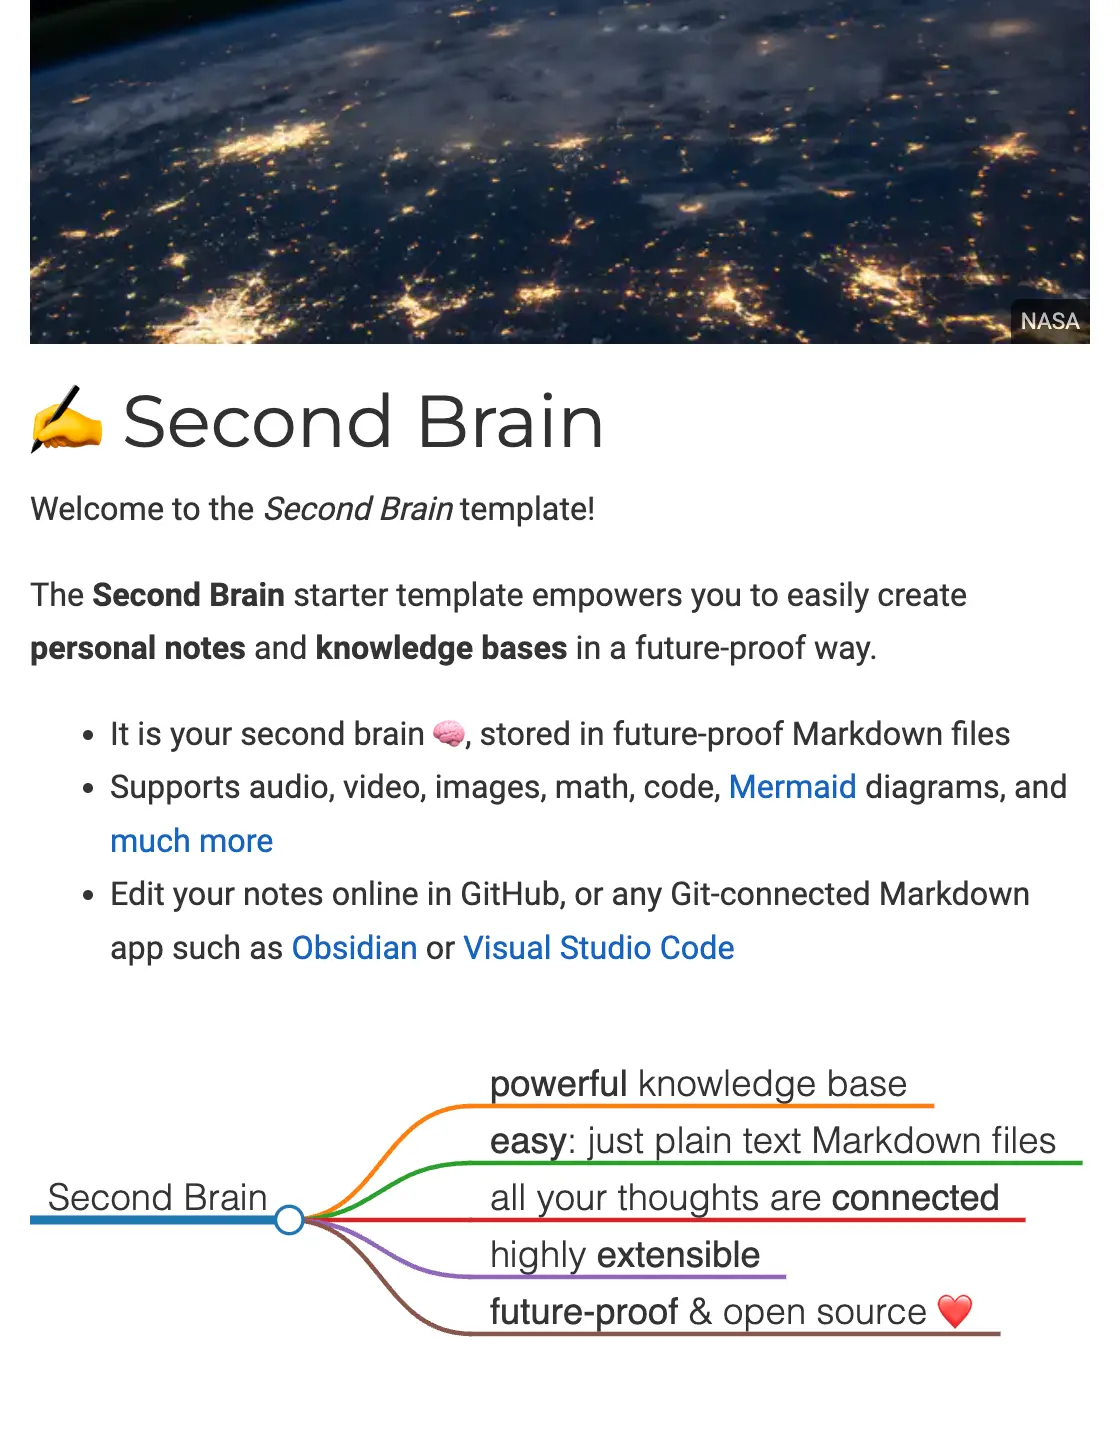 NASA
✍️ Second Brain
Welcome to the Second Brain template!
The Second Brain starter template empowers you to easily create
personal notes and knowledge bases in a future-proof way.
• It is your second brain 🧠, stored in future-proof Markdown files
• Supports audio, video, images, math, code, Mermaid diagrams, and
much more
• Edit your notes online in GitHub, or any Git-connected Markdown
app such as Obsidian or Visual Studio Code
Second Brain
powerful knowledge base
easy: just plain text Markdown files
all your thoughts are connected
highly extensible
future-proof & open source ❤️